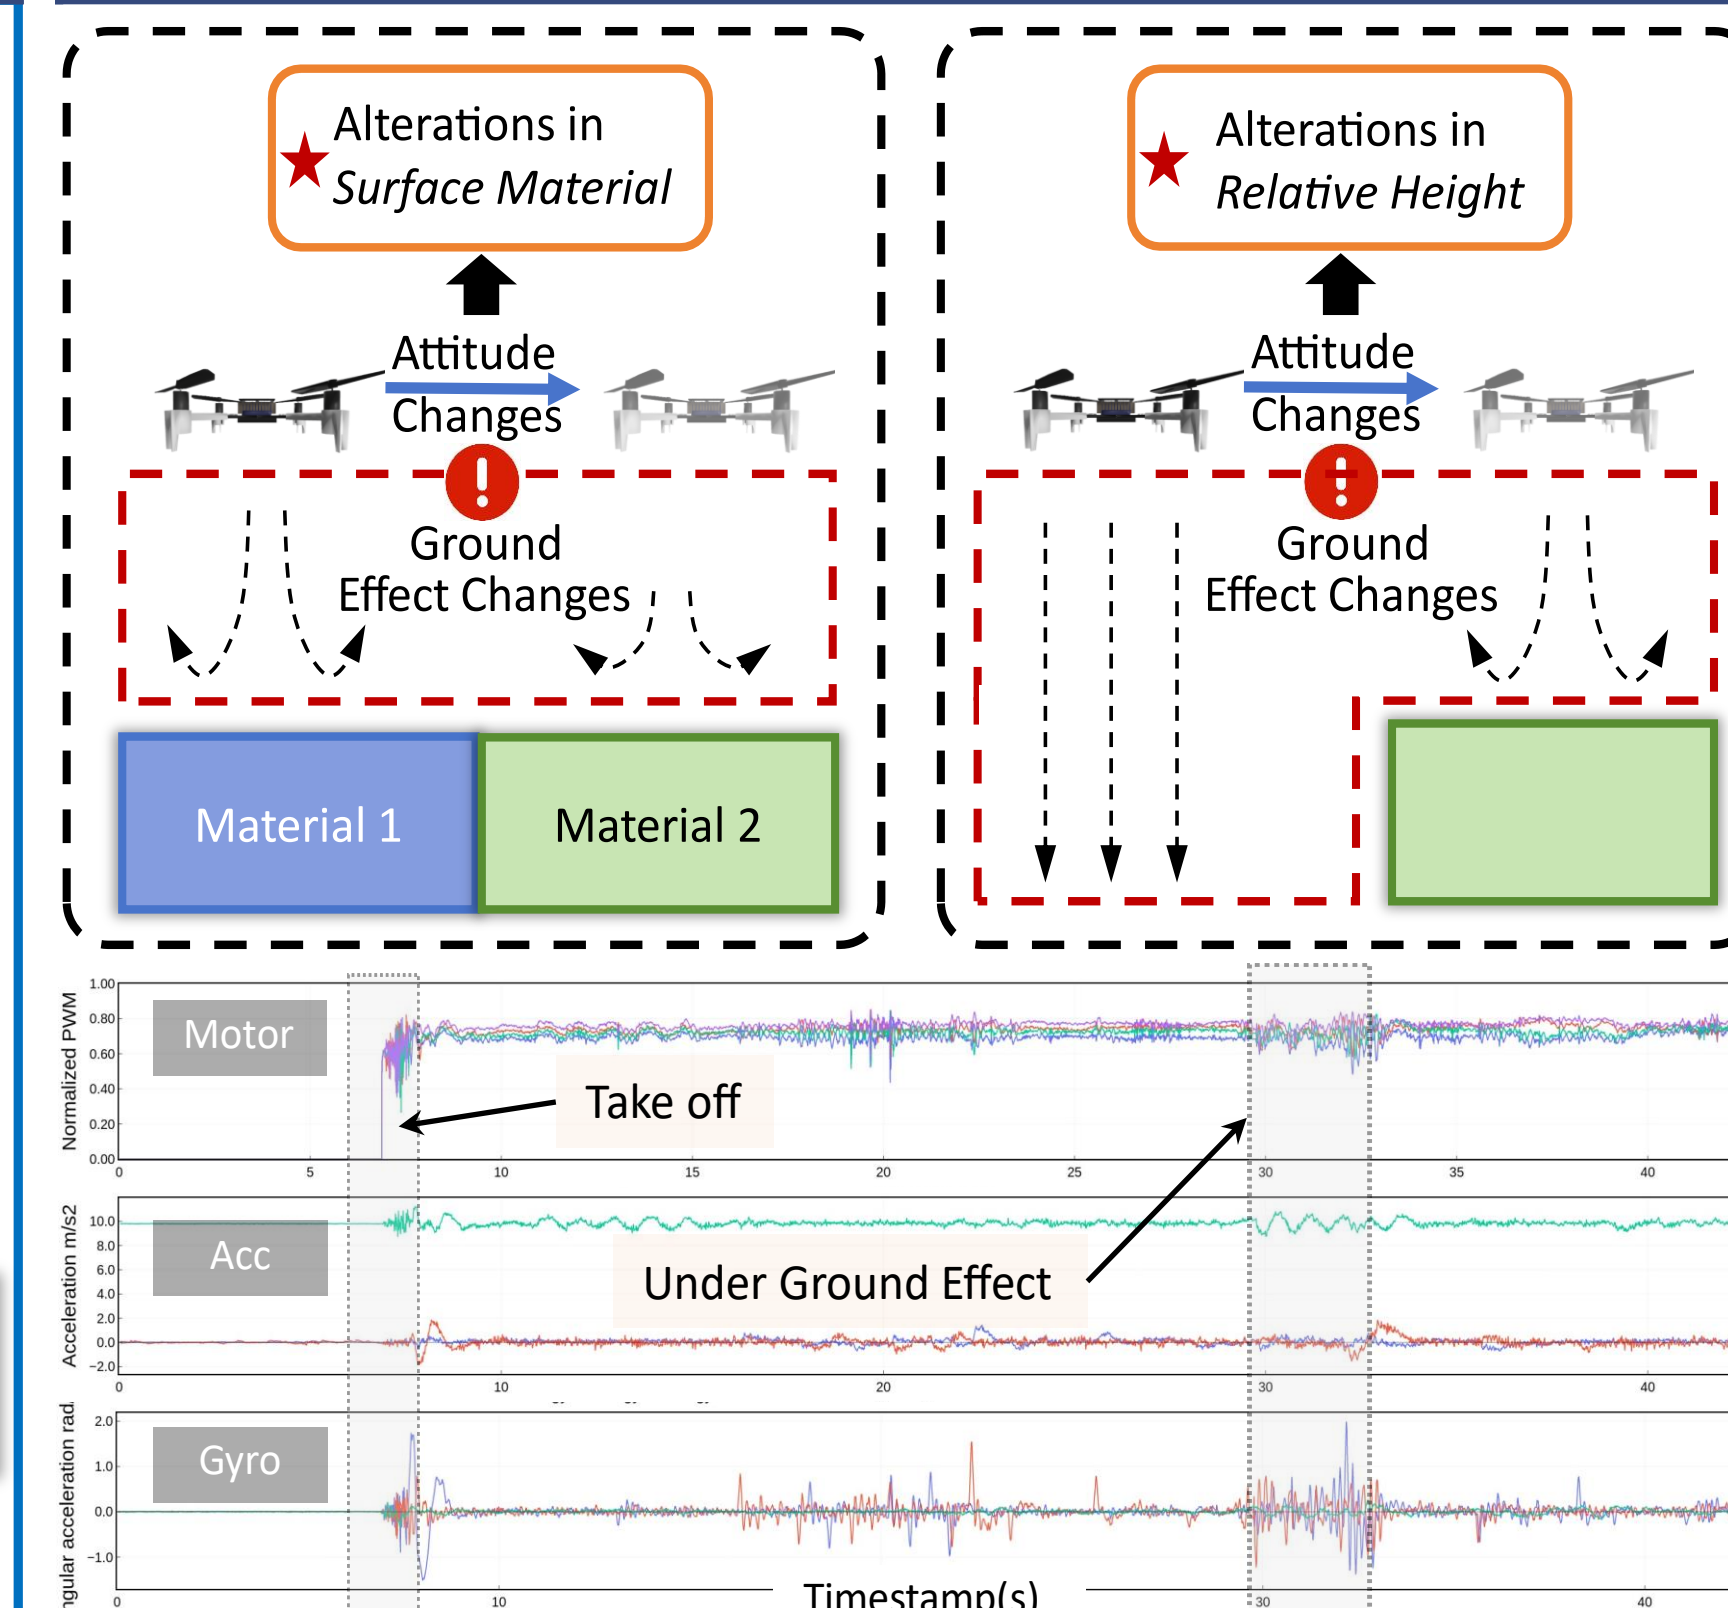 Alterations in
Surface Material
Alterations in
Relative Height
Attitude
Changes
Attitude
Changes
Ground
Effect Changes
Ground
Effect Changes
Material 1
Material 2
Normalized PWM
1.00
0.80
0.60
0.40
0.20
0.00
Motor
Take off
0
5
10
15
20
25
30
35
40
Acceleration m/s2
10.0
8.0
6.0
4.0
2.0
0.0
−2.0
Acc
Under Ground Effect
0
10
20
30
40
ngular acceleration rad
2.0
1.0
0.0
−1.0
Gyro
0
10
Timestamp(s)
30
40